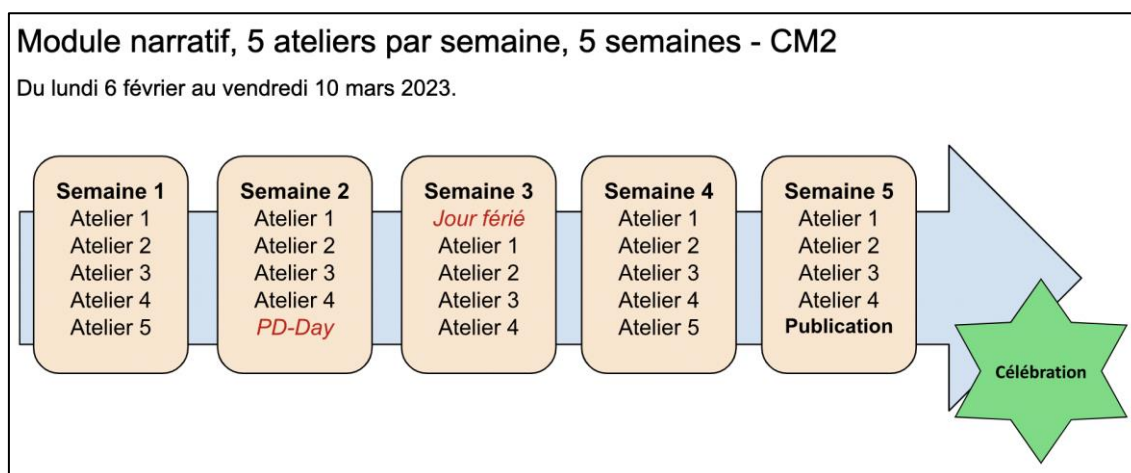 Module narratif, 5 ateliers par semaine, 5 semaines - CM2
Du lundi 6 février au vendredi 10 mars 2023.
Semaine 1
Atelier 1
Atelier 2
Atelier 3
Atelier 4
Atelier 5
Semaine 2
Atelier 1
Atelier 2
Atelier 3
Atelier 4
PD-Day
Semaine 3
Jour férié
Atelier 1
Atelier 2
Atelier 3
Atelier 4
Semaine 4
Atelier 1
Atelier 2
Atelier 3
Atelier 4
Atelier 5
Semaine 5
Atelier 1
Atelier 2
Atelier 3
Atelier 4
Publication
Célébration